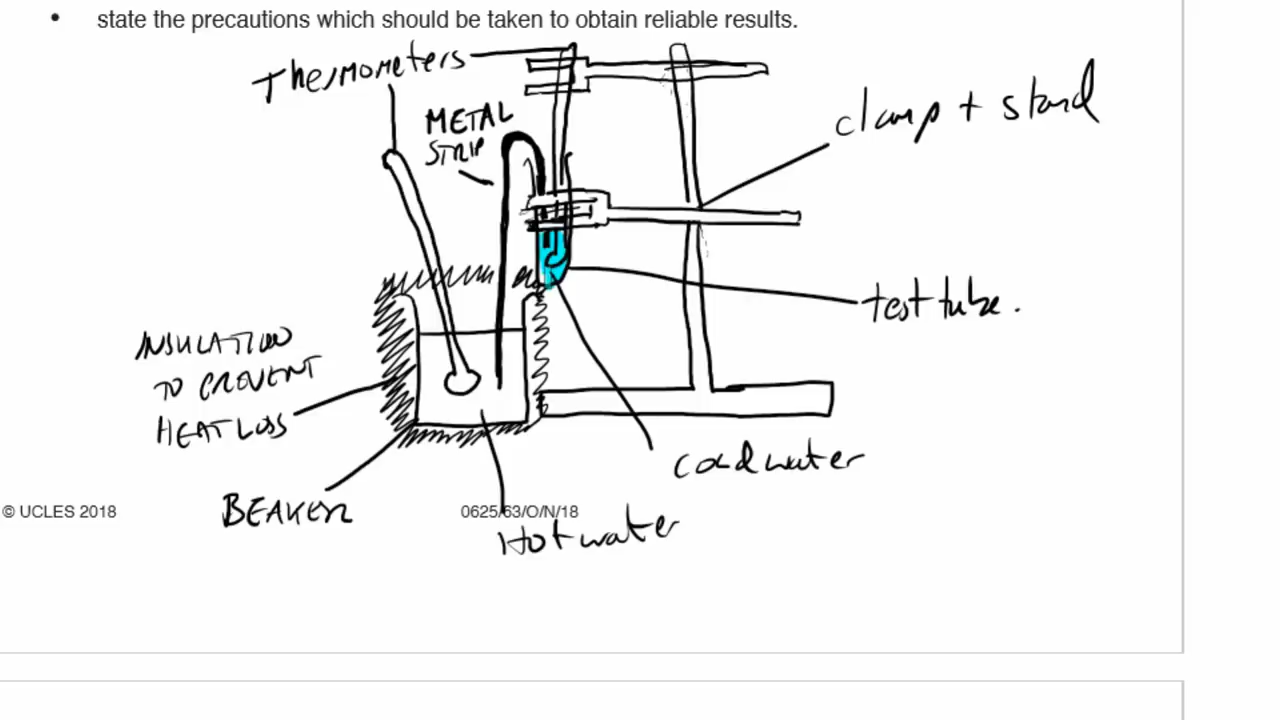 • state the precautions which should be taken to obtain reliable results.
Thermometers
METAL
STRIP
clamp + stand
test tube.
INSULATION
TO PREVENT
HEAT LOSS
cold water
BEAKER
© UCLES 2018
0625/63/O/N/18
Hot water